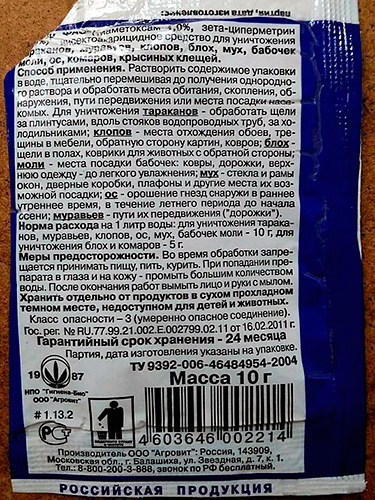 партия, дата изготовления
диаметоксам 1,0%, зета-циперметрин
инсектоакарицидное средство для уничтожения
тараканов, муравьев, клопов, блох, мух, бабочек
моли, ос, комаров, крысиных клещей.
Способ применения. Растворить содержимое упаковки
в воде, тщательно перемешивая до получения однородно-
раствора и обработать места обитания, скопления, об-
наружения, пути передвижения или места посадки насе-
комых. Для уничтожения тараканов - обработать щели
за плинтусами, вдоль стояков водопроводных труб, за хо-
лодильниками; клопов - места отхождения обоев, тре-
щины в мебели, обратную сторону картин, ковров; блох -
щели в полах, коврики для животных с обратной стороны;
моли - места посадки бабочек: ковры, дорожки, верх-
нюю одежду - до легкого увлажнения; мух - стекла и рамы
окон, дверные коробки, плафоны и другие места их воз-
можной посадки; ос - орошение гнезд снаружи в раннее
утреннее время, в течение летнего периода до начала
осени; муравьев - пути их передвижения ("дорожки").
Норма расхода на 1 литр воды: для уничтожения тарака-
нов, муравьев, клопов, ос, мух, бабочек моли - 10 г, для
уничтожения блох и комаров - 5 г.
Меры предосторожности. Во время обработки запре-
щается принимать пищу, пить, курить. При попадании пре-
парата в глаза и на кожу - промыть большим количеством
воды. После окончания работ вымыть лицо и руки с мылом.
Хранить отдельно от продуктов в сухом прохладном
темном месте, недоступном для детей и животных.
Класс опасности – 3 (умеренно опасное соединение).
Гос. рег. № RU.77.99.21.002.Е.002799.02.11 от 16.02.2011 г.
Гарантийный срок хранения - 24 месяца
Партия, дата изготовления указаны на упаковке.
ТУ 9392-006-46484954-2004
Масса 10 г
19 87
НПО "Гигиена-Био"
ООО "Агровит"
# 1.13.2
4 603646 002214
Производитель ООО "Агровит": Россия, 143909,
Московская обл., г. Балашиха, ул. Звездная, д. 7, к. 1.
Тел.: 8-800-200-3-888, звонок по РФ бесплатный.
РОССИЙСКАЯ ПРОДУКЦИЯ